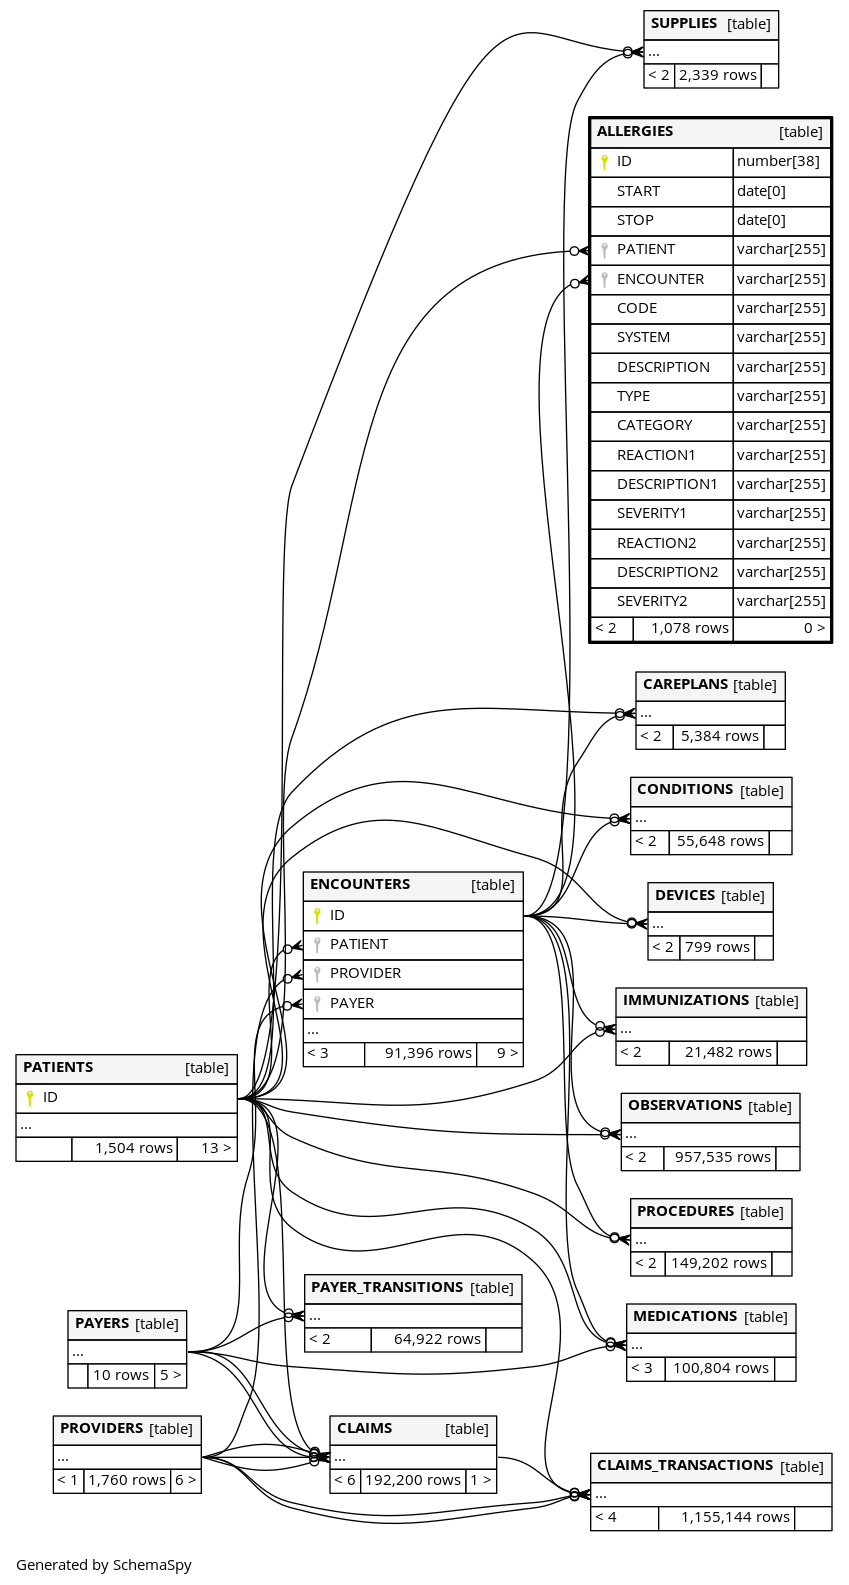 SUPPLIES [table]
...
< 2 2,339 rows
ALLERGIES [table]
ID number[38]
START date[0]
STOP date[0]
PATIENT varchar[255]
ENCOUNTER varchar[255]
CODE varchar[255]
SYSTEM varchar[255]
DESCRIPTION varchar[255]
TYPE varchar[255]
CATEGORY varchar[255]
REACTION1 varchar[255]
DESCRIPTION1 varchar[255]
SEVERITY1 varchar[255]
REACTION2 varchar[255]
DESCRIPTION2 varchar[255]
SEVERITY2 varchar[255]
< 2 1,078 rows 0 >
CAREPLANS [table]
...
< 2 5,384 rows
CONDITIONS [table]
...
< 2 55,648 rows
ENCOUNTERS [table]
ID
PATIENT
PROVIDER
PAYER
...
< 3 91,396 rows 9 >
DEVICES [table]
...
< 2 799 rows
IMMUNIZATIONS [table]
...
< 2 21,482 rows
PATIENTS [table]
ID
...
1,504 rows 13 >
OBSERVATIONS [table]
...
< 2 957,535 rows
PROCEDURES [table]
...
< 2 149,202 rows
PAYER_TRANSITIONS [table]
...
< 2 64,922 rows
MEDICATIONS [table]
...
< 3 100,804 rows
PAYERS [table]
...
10 rows 5 >
PROVIDERS [table]
...
< 1 1,760 rows 6 >
CLAIMS [table]
...
< 6 192,200 rows 1 >
CLAIMS_TRANSACTIONS [table]
...
< 4 1,155,144 rows
Generated by SchemaSpy